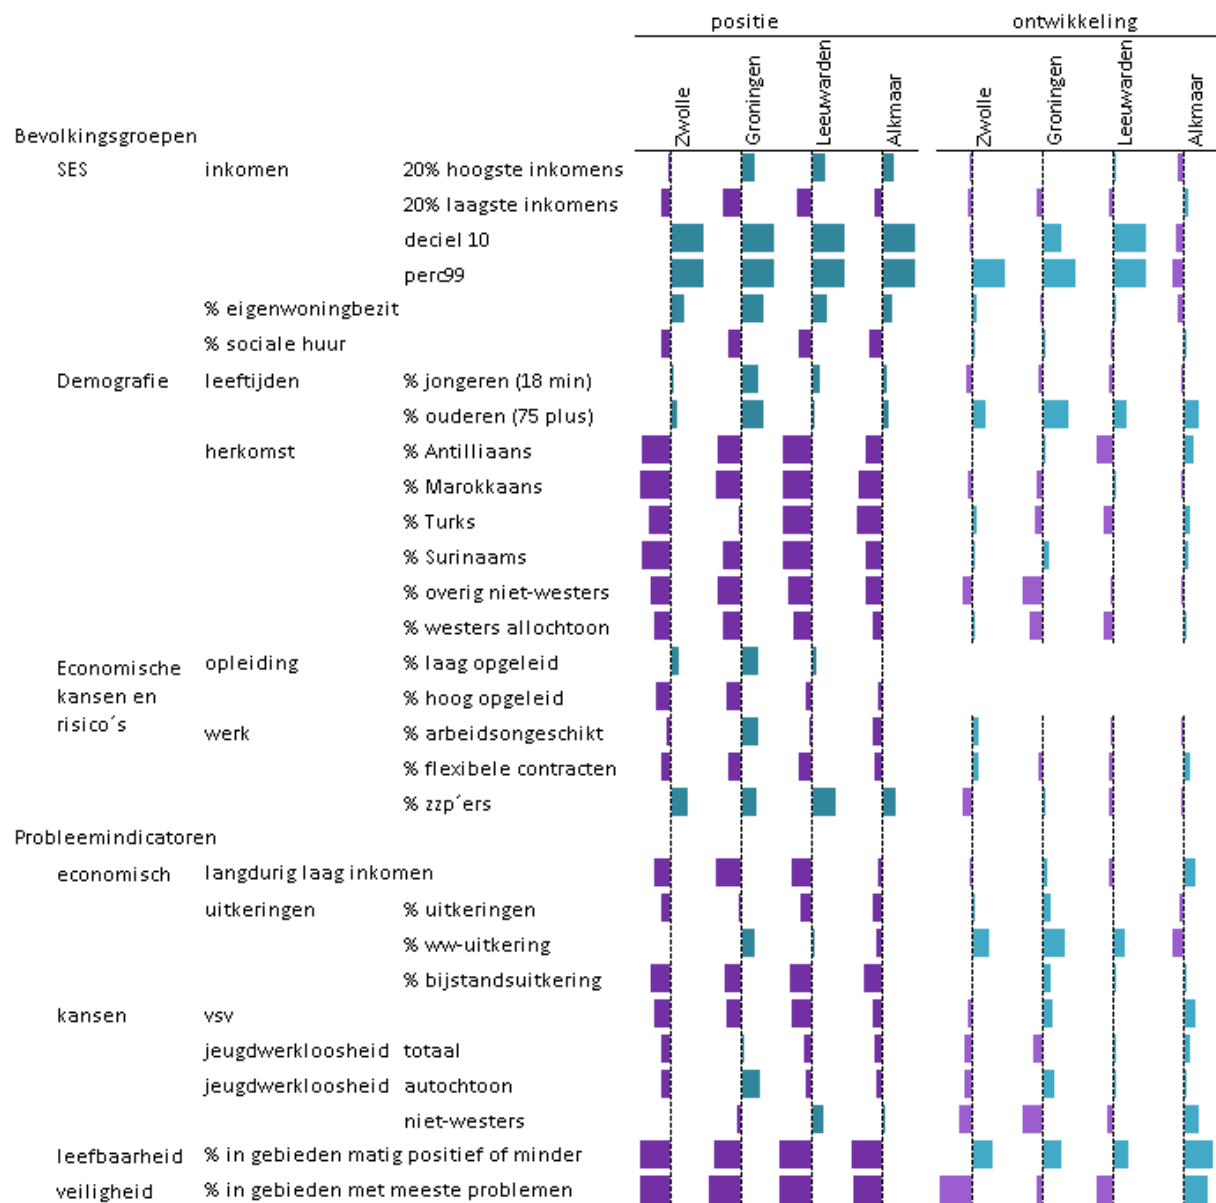 positie ontwikkeling
Zwolle Groningen Leeuwarden Alkmaar Zwolle Groningen Leeuwarden Alkmaar
Bevolkingsgroepen
SES inkomen 20% hoogste inkomens
20% laagste inkomens
deciel 10
perc99
% eigenwoningbezit
% sociale huur
Demografie leeftijden % jongeren (18 min)
% ouderen (75 plus)
herkomst % Antilliaans
% Marokkaans
% Turks
% Surinaams
% overig niet-westers
% westers allochtoon
Economische kansen en risico´s opleiding % laag opgeleid
% hoog opgeleid
werk % arbeidsongeschikt
% flexibele contracten
% zzp´ers
Probleemindicatoren
economisch langdurig laag inkomen
uitkeringen % uitkeringen
% ww-uitkering
% bijstandsuitkering
kansen vsv
jeugdwerkloosheid totaal
jeugdwerkloosheid autochtoon
niet-westers
leefbaarheid % in gebieden matig positief of minder
veiligheid % in gebieden met meeste problemen